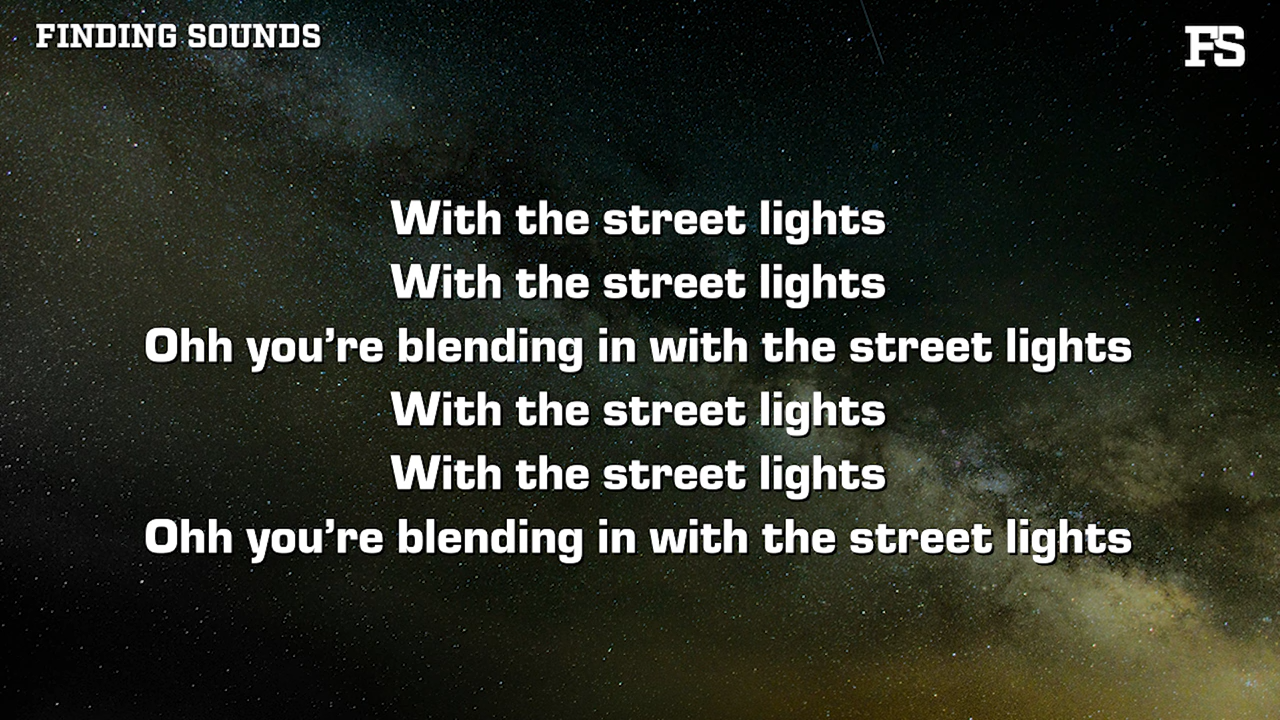 FINDING SOUNDS
FS
With the street lights
With the street lights
Ohh you’re blending in with the street lights
With the street lights
With the street lights
Ohh you’re blending in with the street lights